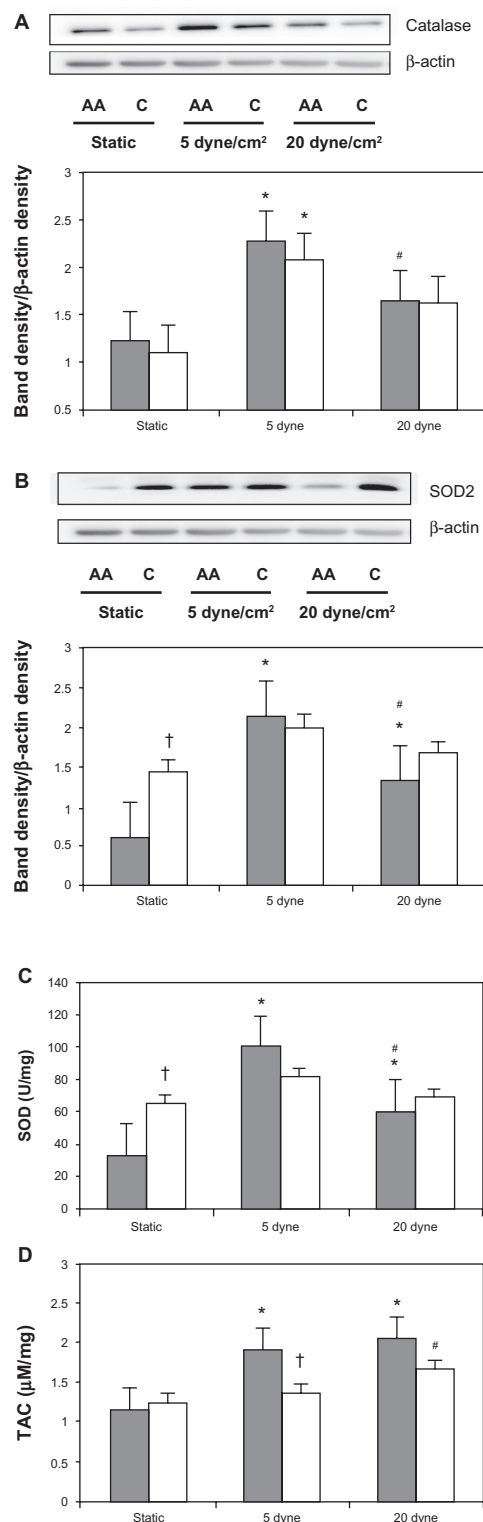 A
Catalase
β-actin
AA C AA C AA C
Static 5 dyne/cm² 20 dyne/cm²
Band density/β-actin density
3
2.5
2
1.5
1
0.5
* * #
Static 5 dyne 20 dyne
B
SOD2
β-actin
AA C AA C AA C
Static 5 dyne/cm² 20 dyne/cm²
Band density/β-actin density
3
2.5
2
1.5
1
0.5
0
† * # *
Static 5 dyne 20 dyne
C
SOD (U/mg)
140
120
100
80
60
40
20
0
† * # *
Static 5 dyne 20 dyne
D
TAC (µM/mg)
3
2.5
2
1.5
1
0.5
0
* † * #
Static 5 dyne 20 dyne